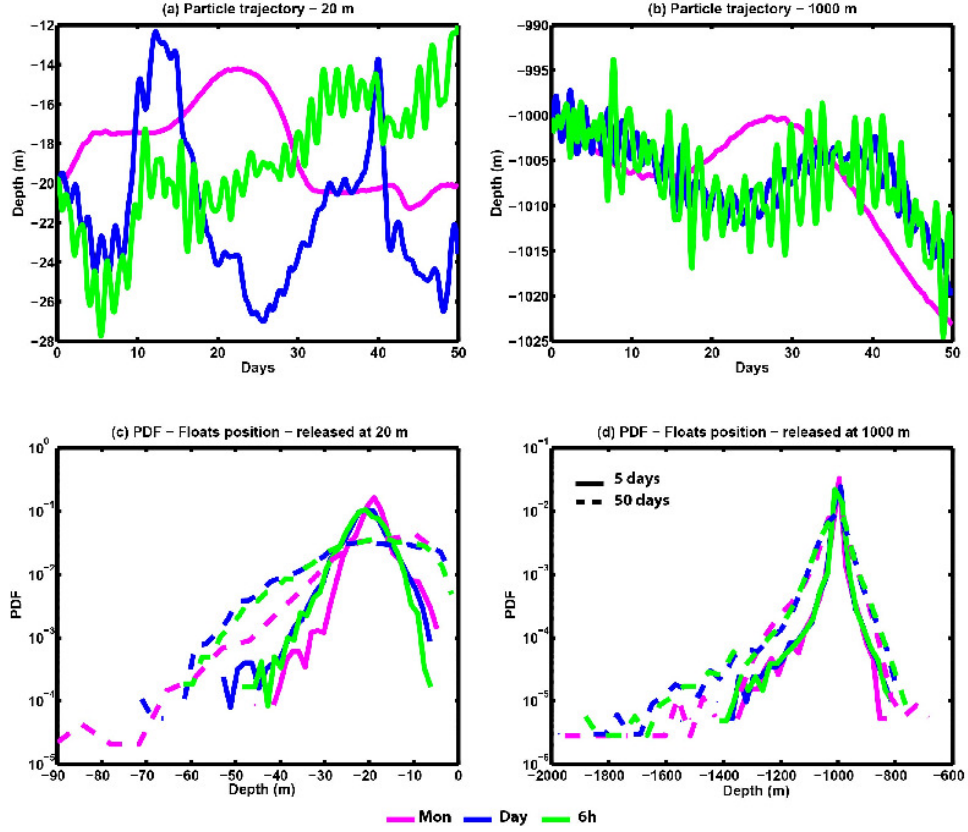 (a) Particle trajectory − 20 m
(b) Particle trajectory − 1000 m
Depth (m)
−12
−14
−16
−18
−20
−22
−24
−26
−28
0 10 20 30 40 50
Days
Depth (m)
−990
−995
−1000
−1005
−1010
−1015
−1020
−1025
0 10 20 30 40 50
Days
(c) PDF − Floats position − released at 20 m
(d) PDF − Floats position − released at 1000 m
PDF
10⁰
10⁻¹
10⁻²
10⁻³
10⁻⁴
10⁻⁵
−90 −80 −70 −60 −50 −40 −30 −20 −10 0
Depth (m)
PDF
10⁻¹
10⁻²
10⁻³
10⁻⁴
10⁻⁵
10⁻⁶
5 days
50 days
−2000 −1800 −1600 −1400 −1200 −1000 −800 −600
Depth (m)
Mon Day 6h